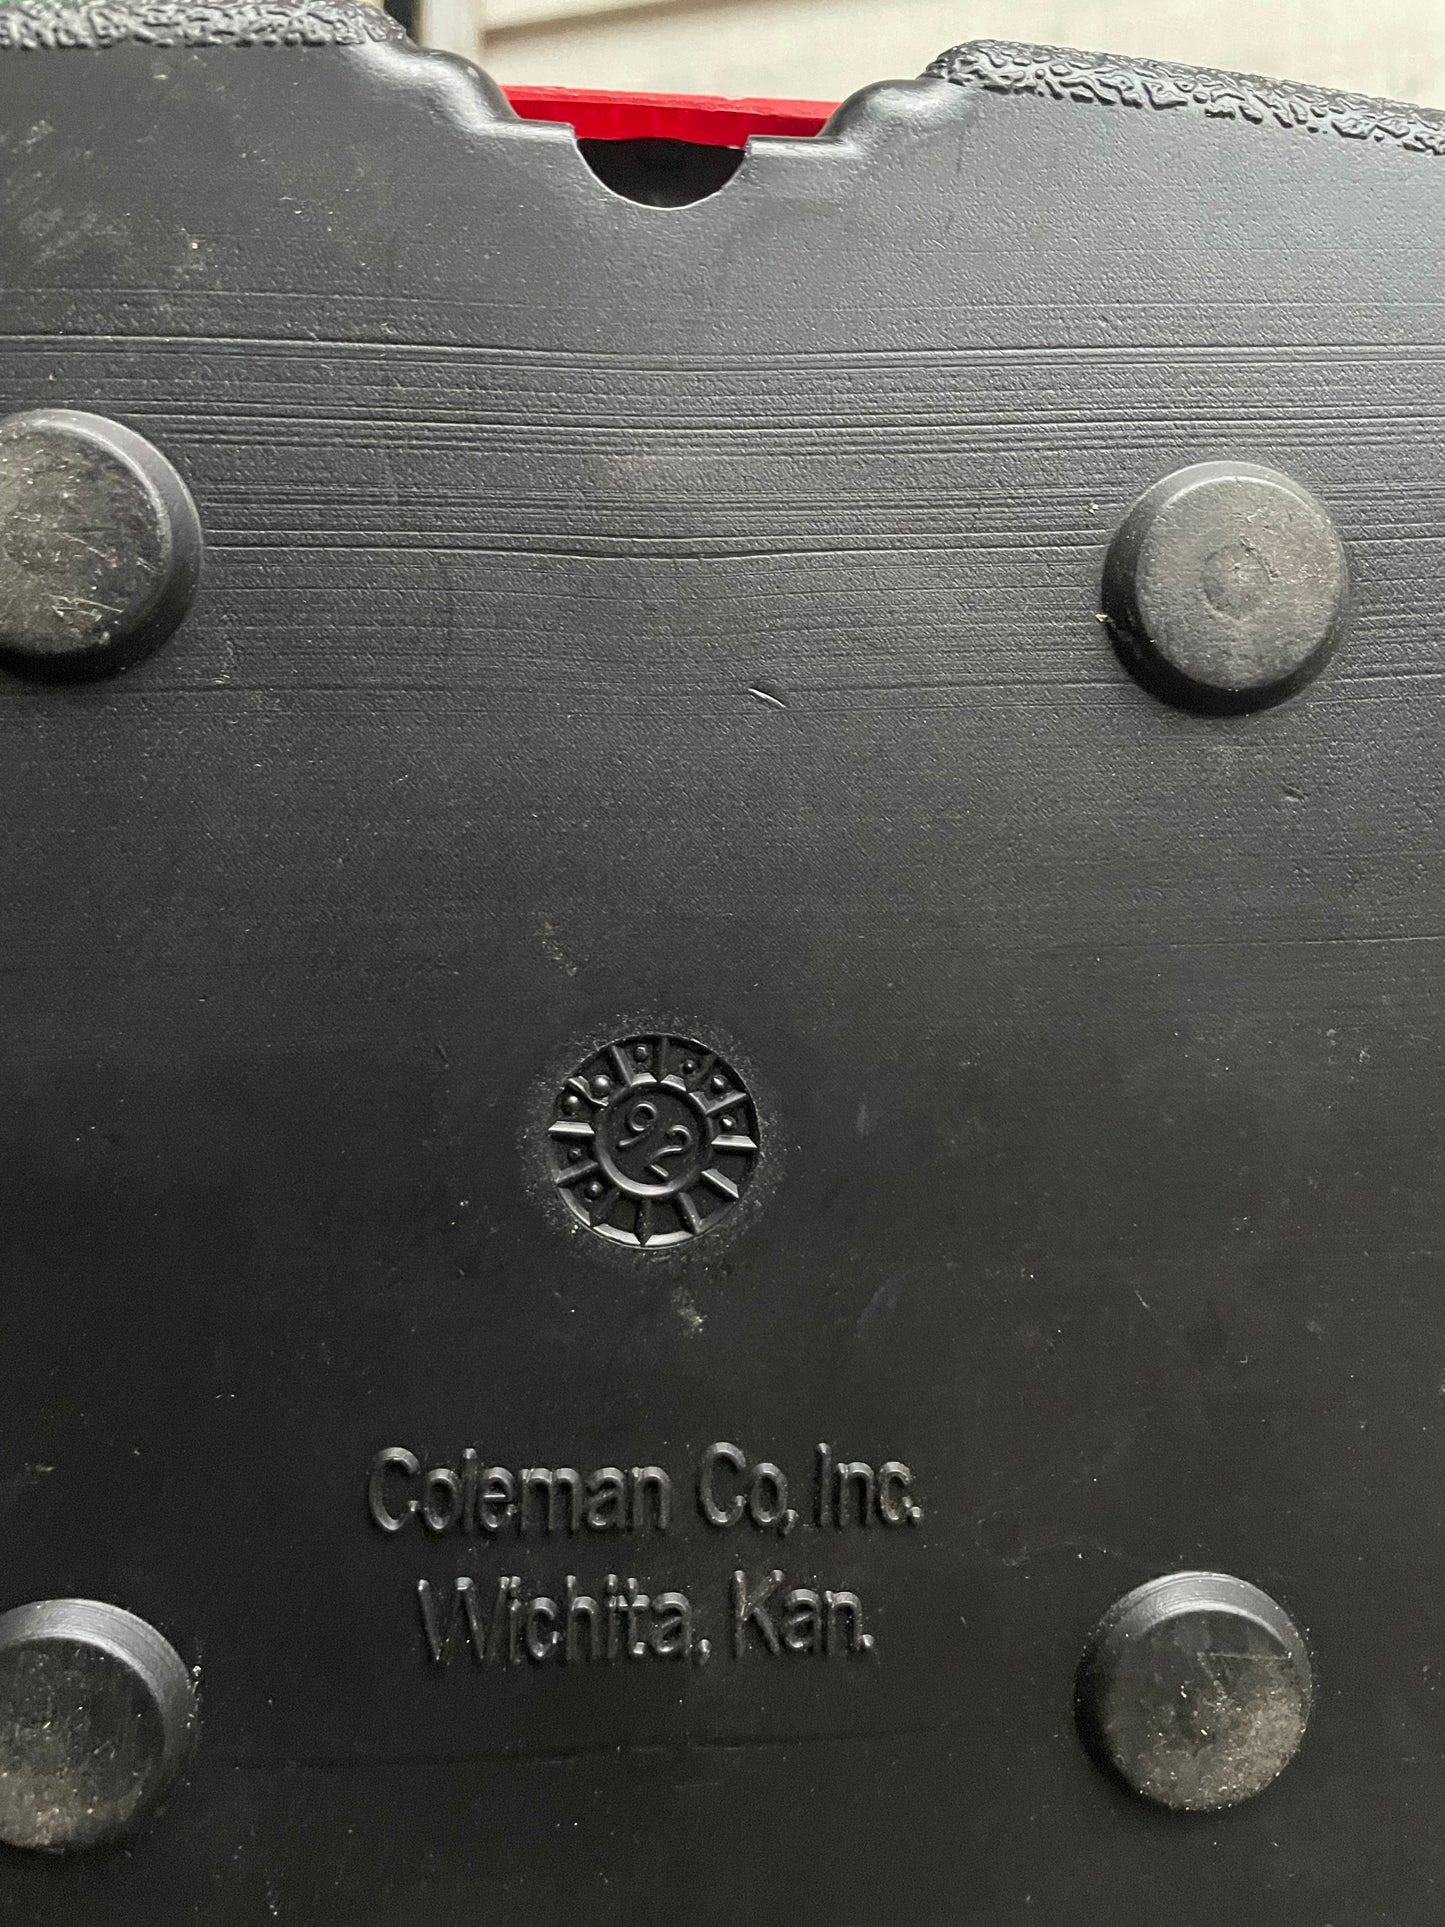 92
Coleman Co, Inc.
Wichita, Kan.